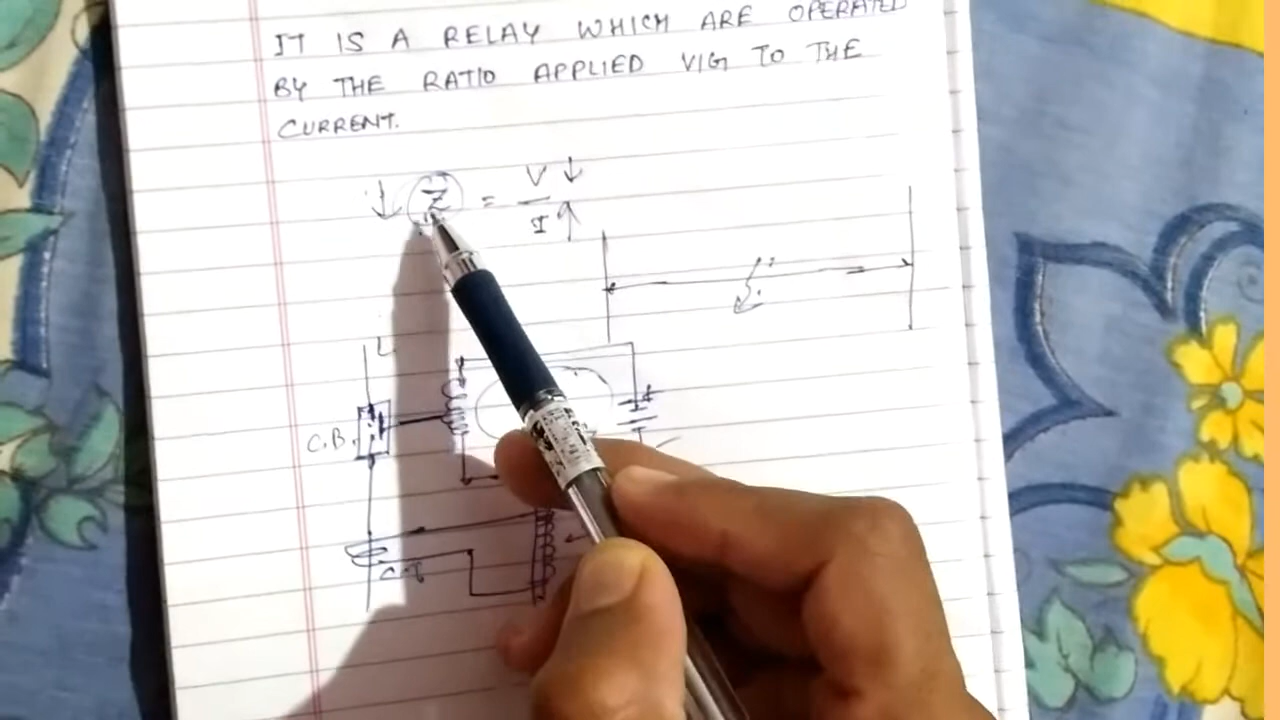 IT IS A RELAY WHICH ARE OPERATED
BY THE RATIO APPLIED V/G TO THE
CURRENT.
↓ Z = V ↓
I ↑
L
+
C.B.
C.T